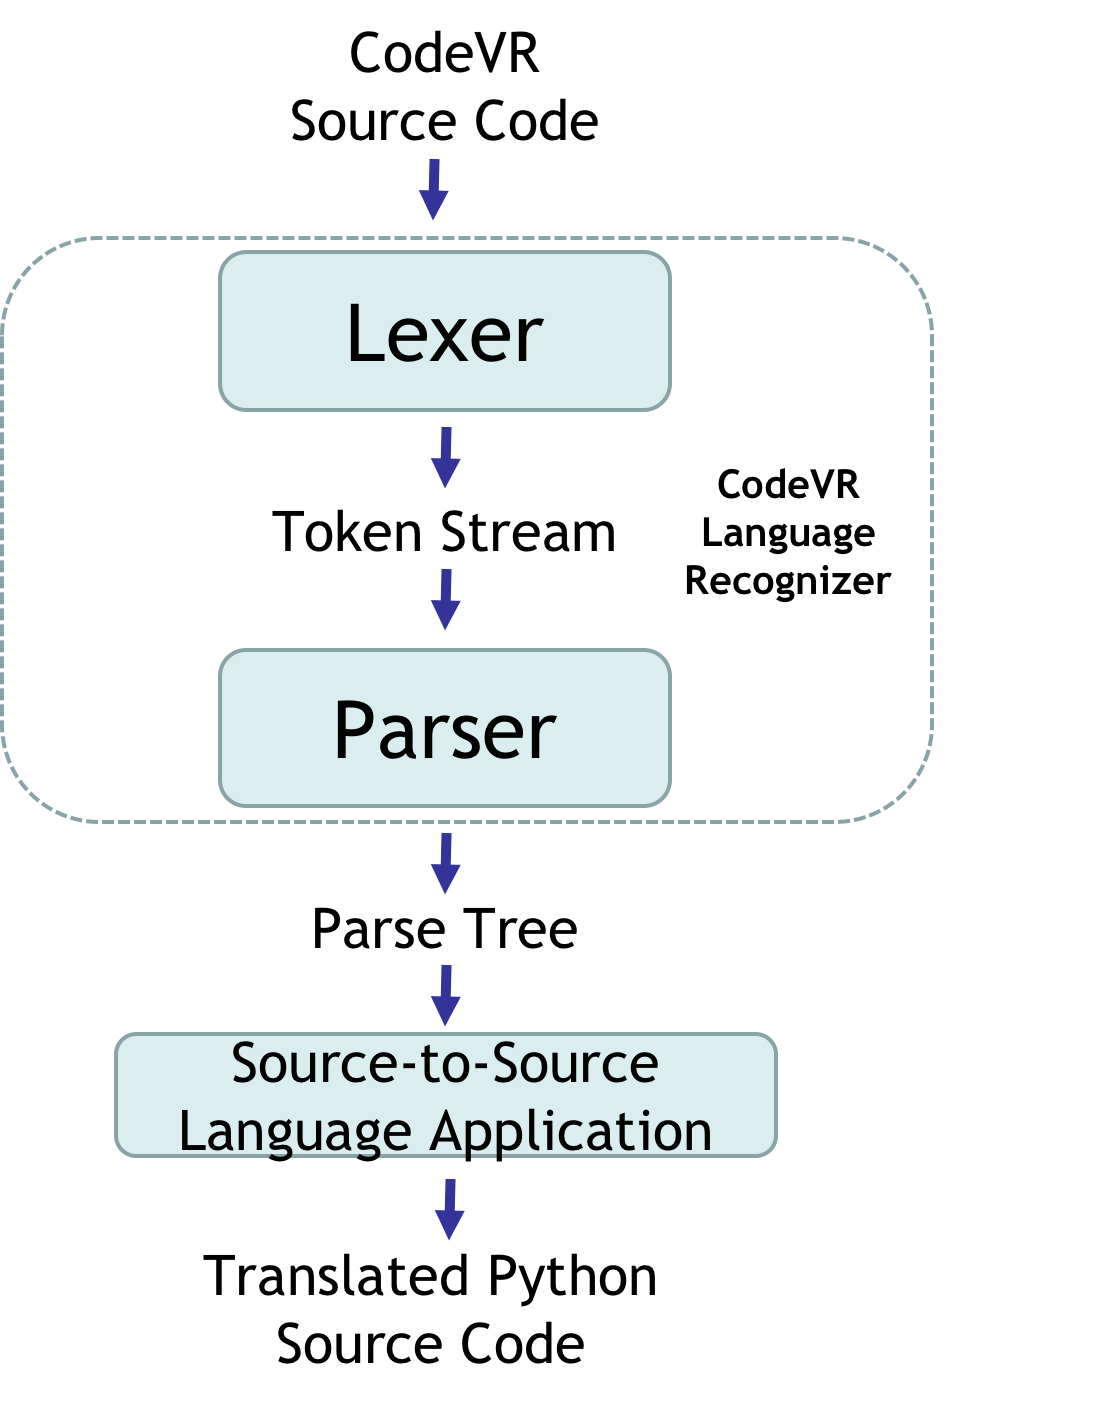 CodeVR
Source Code
Lexer
Token Stream
CodeVR
Language
Recognizer
Parser
Parse Tree
Source-to-Source
Language Application
Translated Python
Source Code